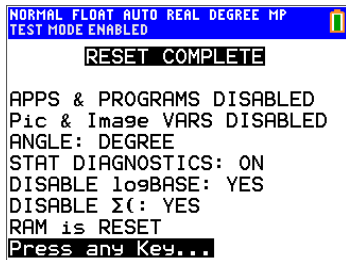 NORMAL FLOAT AUTO REAL DEGREE MP
TEST MODE ENABLED
RESET COMPLETE
APPS & PROGRAMS DISABLED
Pic & Image VARS DISABLED
ANGLE: DEGREE
STAT DIAGNOSTICS: ON
DISABLE logBASE: YES
DISABLE Σ(: YES
RAM is RESET
Press any Key...